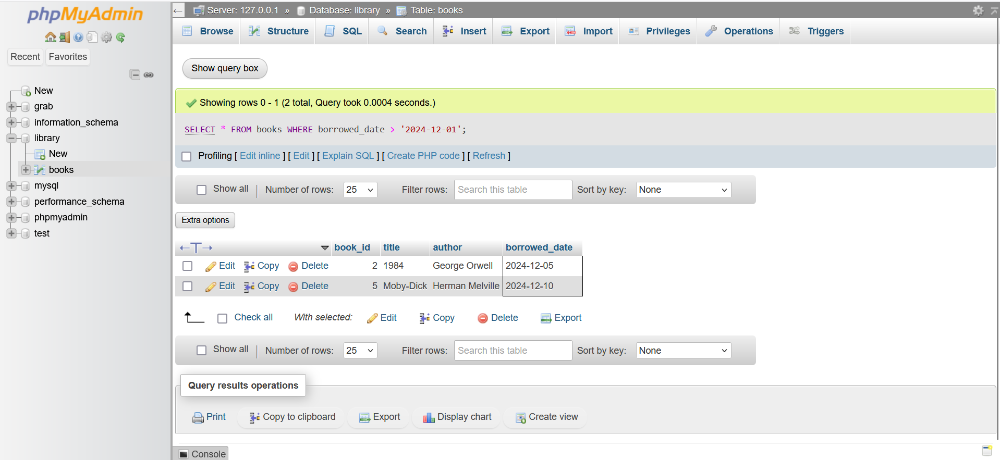 phpMyAdmin
Recent Favorites
New
grab
information_schema
library
New
books
mysql
performance_schema
phpmyadmin
test
Server: 127.0.0.1 » Database: library » Table: books
Browse Structure SQL Search Insert Export Import Privileges Operations Triggers
Show query box
Showing rows 0 - 1 (2 total, Query took 0.0004 seconds.)
SELECT * FROM books WHERE borrowed_date > '2024-12-01';
Profiling [ Edit inline ] [ Edit ] [ Explain SQL ] [ Create PHP code ] [ Refresh ]
Show all Number of rows: 25 Filter rows: Search this table Sort by key: None
Extra options
←T→ book_id title author borrowed_date
Edit Copy Delete 2 1984 George Orwell 2024-12-05
Edit Copy Delete 5 Moby-Dick Herman Melville 2024-12-10
Check all With selected: Edit Copy Delete Export
Show all Number of rows: 25 Filter rows: Search this table Sort by key: None
Query results operations
Print Copy to clipboard Export Display chart Create view
Console